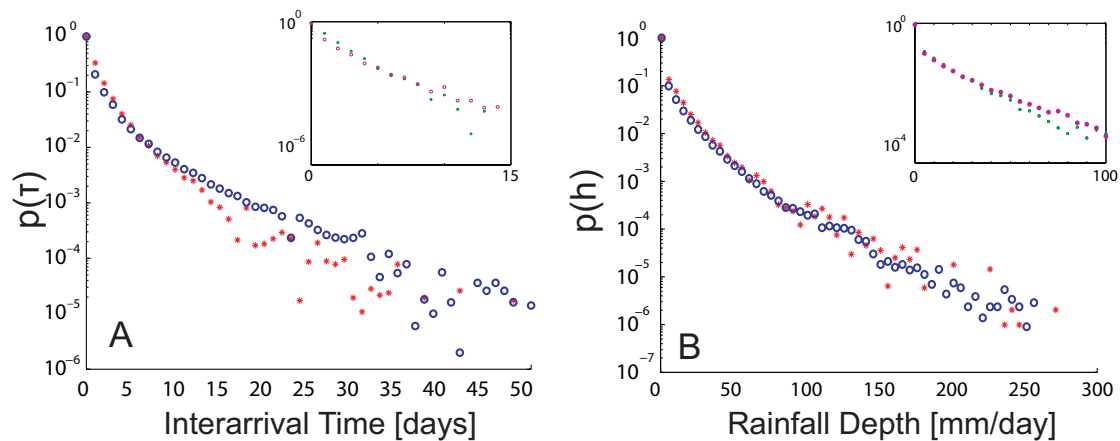 10^0
10^-1
10^-2
10^-3
10^-4
10^-5
10^-6
p(τ)
A
0 5 10 15 20 25 30 35 40 45 50
Interarrival Time [days]
10^0
10^-6
0 15
10^0
10^-1
10^-2
10^-3
10^-4
10^-5
10^-6
10^-7
p(h)
B
0 50 100 150 200 250 300
Rainfall Depth [mm/day]
10^0
10^-4
0 100